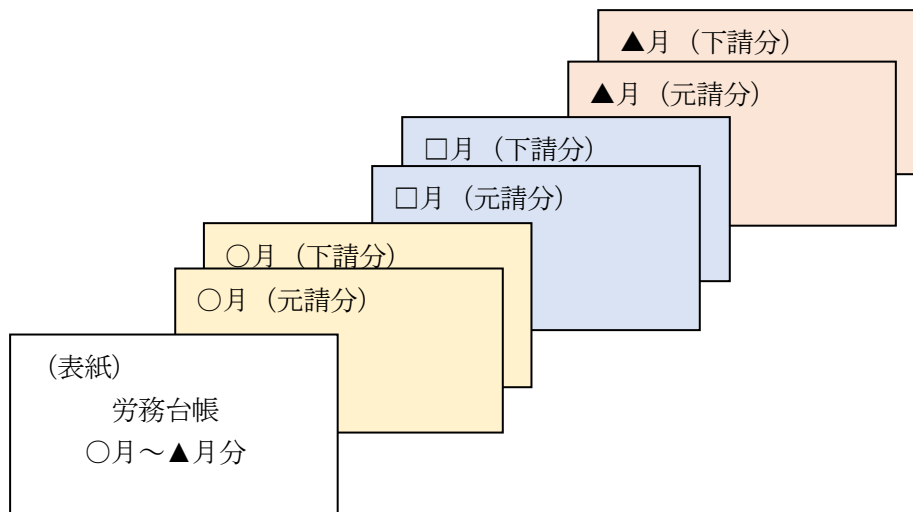 ▲月（下請分）
▲月（元請分）
□月（下請分）
□月（元請分）
○月（下請分）
○月（元請分）
（表紙）
労務台帳
○月～▲月分